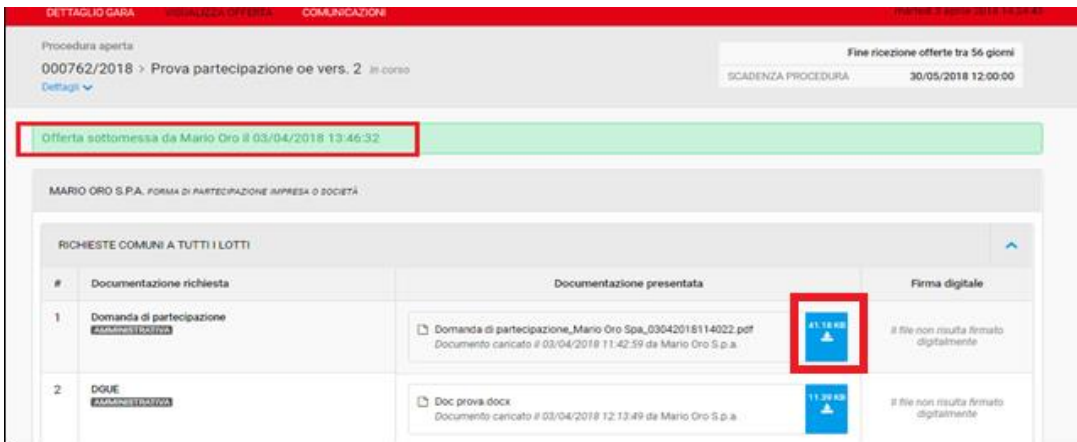 DETTAGLIO GARA VISUALIZZA OFFERTA COMUNICAZIONI
Procedura aperta
000762/2018 > Prova partecipazione oe vers. 2 in corso
Dettagli
Fine ricezione offerte tra 56 giorni
SCADENZA PROCEDURA 30/05/2018 12:00:00
Offerta sottomessa da Mario Oro il 03/04/2018 13:46:32
MARIO ORO S.P.A. FORMA DI PARTECIPAZIONE IMPRESA O SOCIETÀ
RICHIESTE COMUNI A TUTTI I LOTTI
# Documentazione richiesta Documentazione presentata Firma digitale
1 Domanda di partecipazione
AMMINISTRATIVA
Domanda di partecipazione_Mario Oro Spa_03042018114022.pdf
Documento caricato il 03/04/2018 11:42:59 da Mario Oro S.p.a.
41.18 KB
Il file non risulta firmato
digitalmente
2 DGUE
AMMINISTRATIVA
Doc prova.docx
Documento caricato il 03/04/2018 12:13:49 da Mario Oro S.p.a.
11.39 KB
Il file non risulta firmato
digitalmente